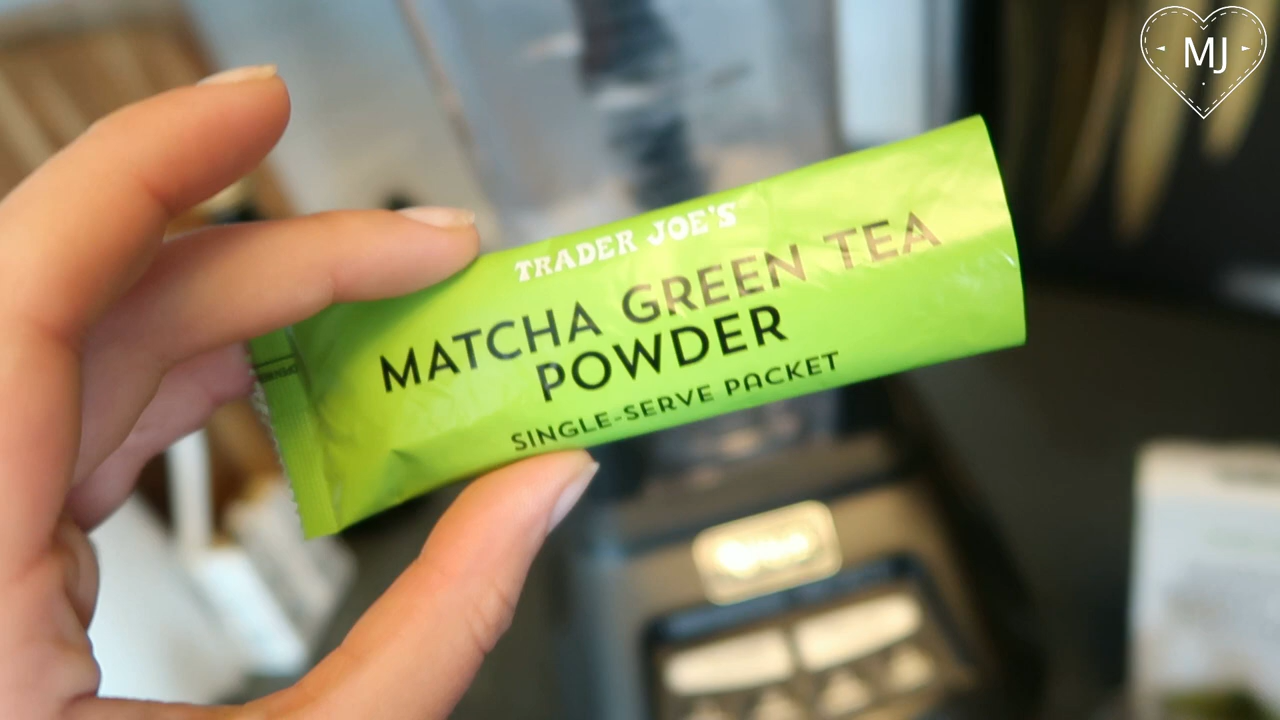 MJ
TRADER JOE'S
MATCHA GREEN TEA
POWDER
SINGLE-SERVE PACKET